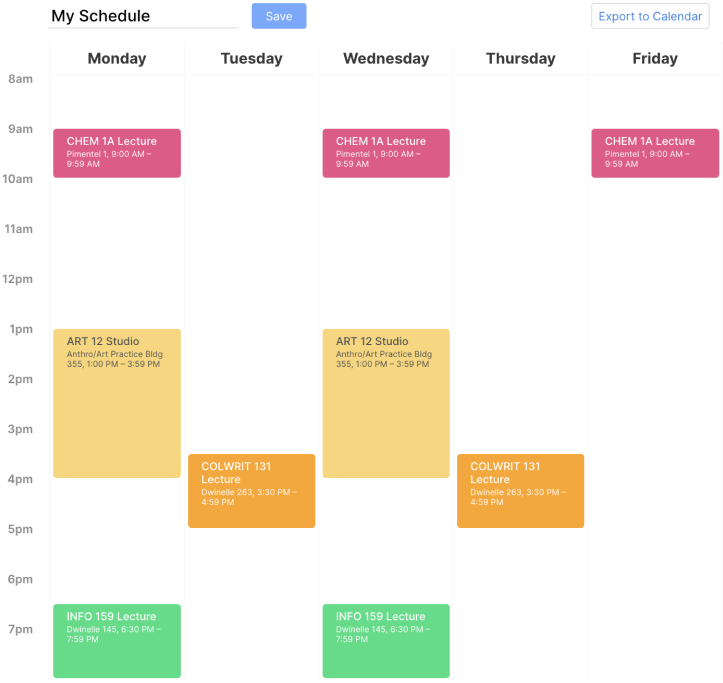 My Schedule
Save
Export to Calendar
Monday
Tuesday
Wednesday
Thursday
Friday
8am
9am
CHEM 1A Lecture
Pimentel 1, 9:00 AM –
9:59 AM
CHEM 1A Lecture
Pimentel 1, 9:00 AM –
9:59 AM
CHEM 1A Lecture
Pimentel 1, 9:00 AM –
9:59 AM
10am
11am
12pm
1pm
ART 12 Studio
Anthro/Art Practice Bldg
355, 1:00 PM – 3:59 PM
ART 12 Studio
Anthro/Art Practice Bldg
355, 1:00 PM – 3:59 PM
2pm
3pm
COLWRIT 131
Lecture
Dwinelle 263, 3:30 PM –
4:59 PM
COLWRIT 131
Lecture
Dwinelle 263, 3:30 PM –
4:59 PM
4pm
5pm
6pm
INFO 159 Lecture
Dwinelle 145, 6:30 PM –
7:59 PM
INFO 159 Lecture
Dwinelle 145, 6:30 PM –
7:59 PM
7pm